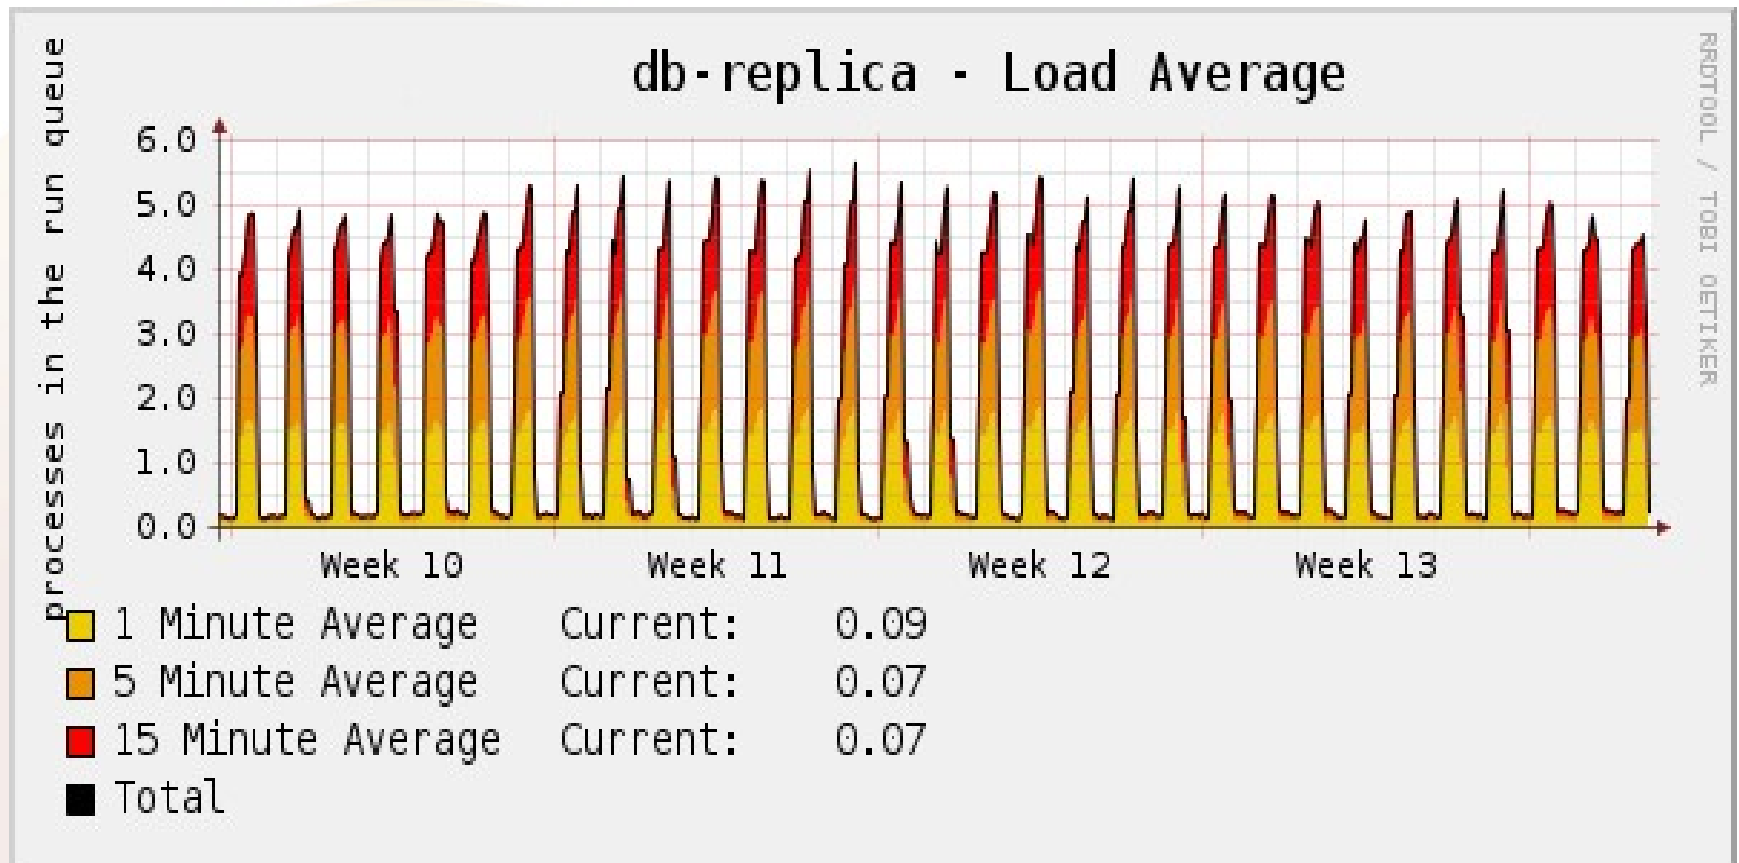 db-replica - Load Average
processes in the run queue
RRDTOOL / TOBI OETIKER
6.0
5.0
4.0
3.0
2.0
1.0
0.0
Week 10 Week 11 Week 12 Week 13
1 Minute Average Current: 0.09
5 Minute Average Current: 0.07
15 Minute Average Current: 0.07
Total